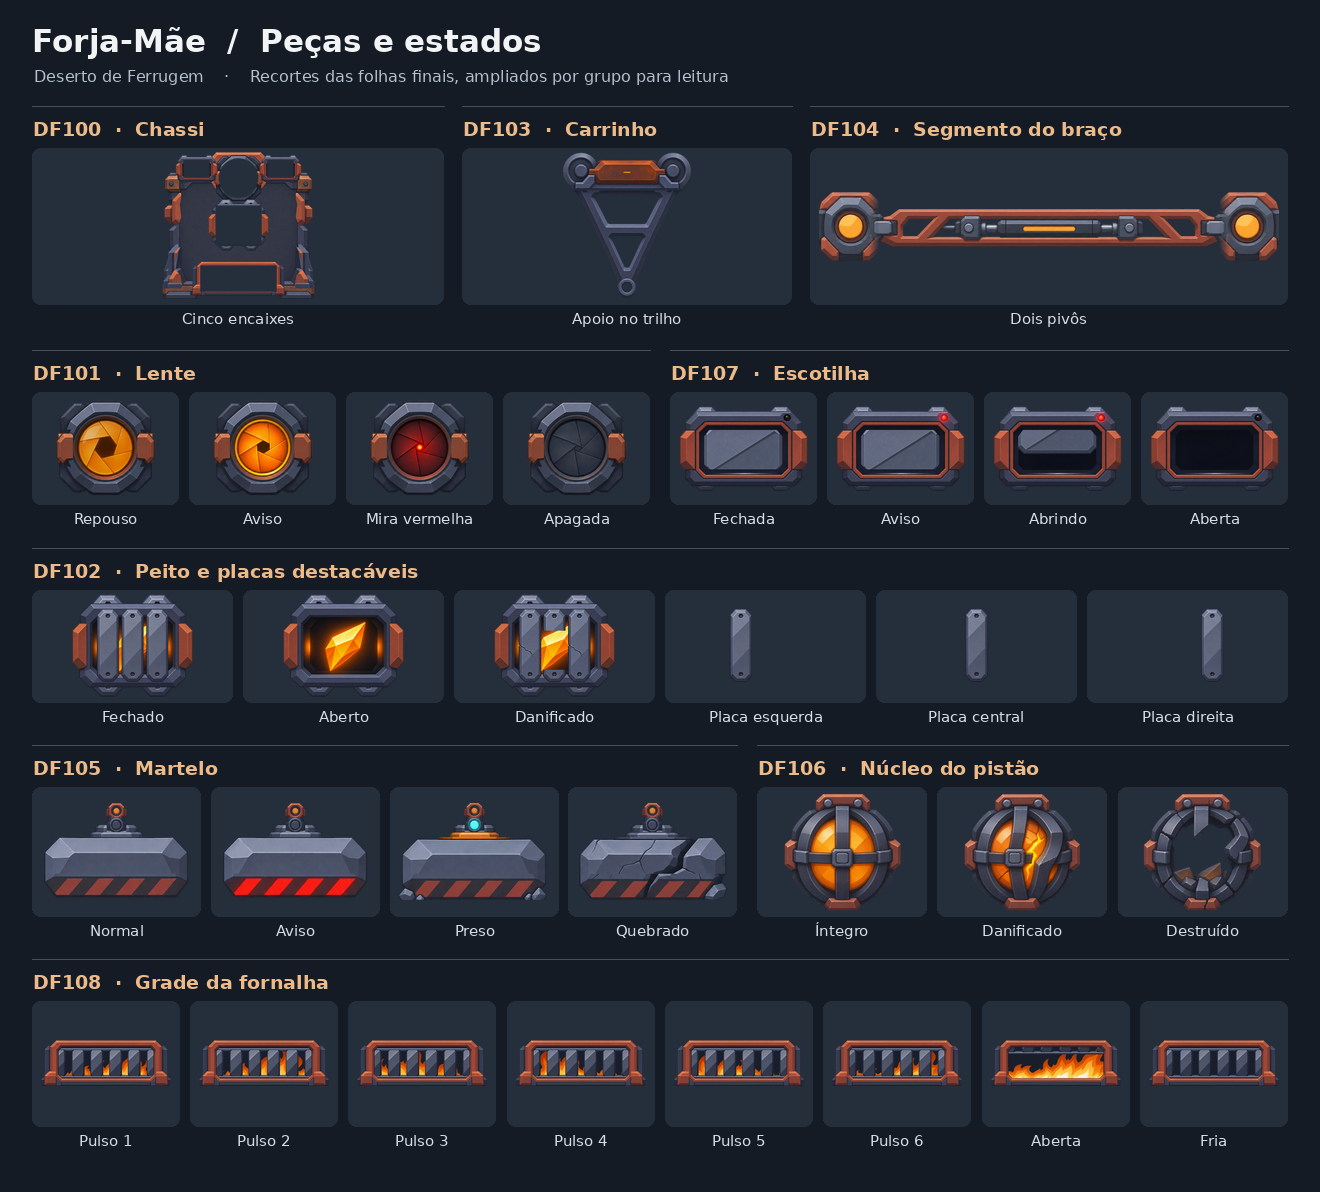 Forja-Mãe / Peças e estados
Deserto de Ferrugem · Recortes das folhas finais, ampliados por grupo para leitura
DF100 · Chassi
DF103 · Carrinho
DF104 · Segmento do braço
Cinco encaixes
Apoio no trilho
Dois pivôs
DF101 · Lente
DF107 · Escotilha
Repouso
Aviso
Mira vermelha
Apagada
Fechada
Aviso
Abrindo
Aberta
DF102 · Peito e placas destacáveis
Fechado
Aberto
Danificado
Placa esquerda
Placa central
Placa direita
DF105 · Martelo
DF106 · Núcleo do pistão
Normal
Aviso
Preso
Quebrado
Íntegro
Danificado
Destruído
DF108 · Grade da fornalha
Pulso 1
Pulso 2
Pulso 3
Pulso 4
Pulso 5
Pulso 6
Aberta
Fria